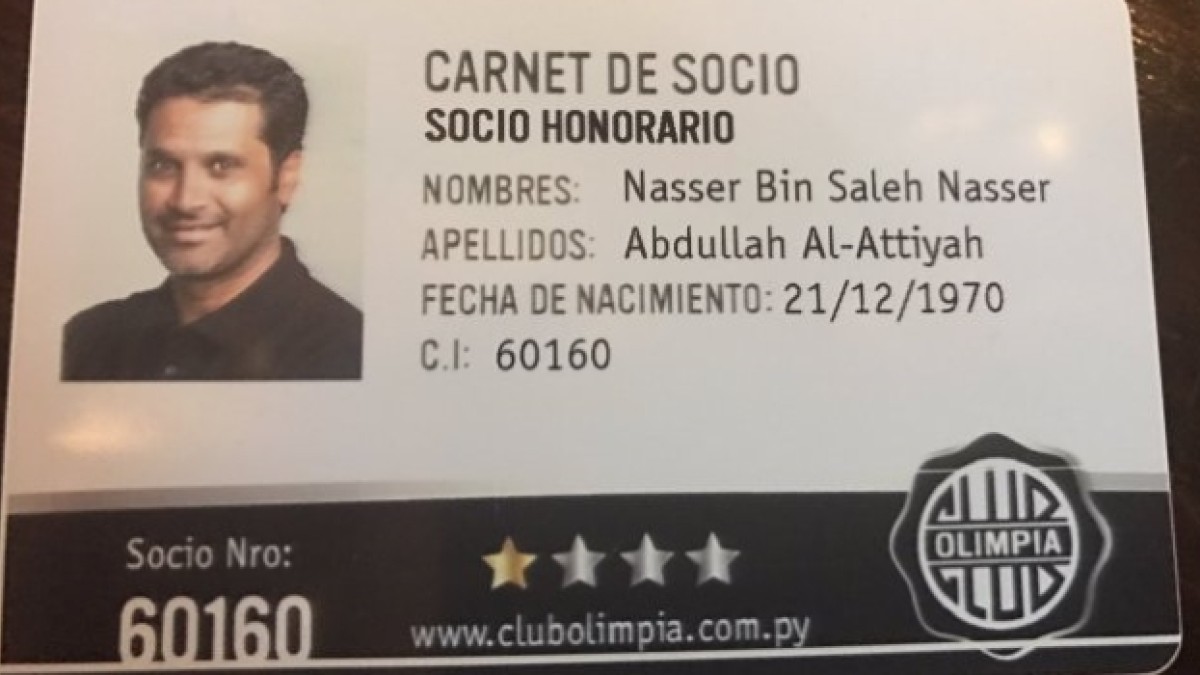 CARNET DE SOCIO
SOCIO HONORARIO
NOMBRES: Nasser Bin Saleh Nasser
APELLIDOS: Abdullah Al-Attiyah
FECHA DE NACIMIENTO: 21/12/1970
C.I: 60160
Socio Nro:
60160
www.clubolimpia.com.py
CLUB
OLIMPIA
CLUB